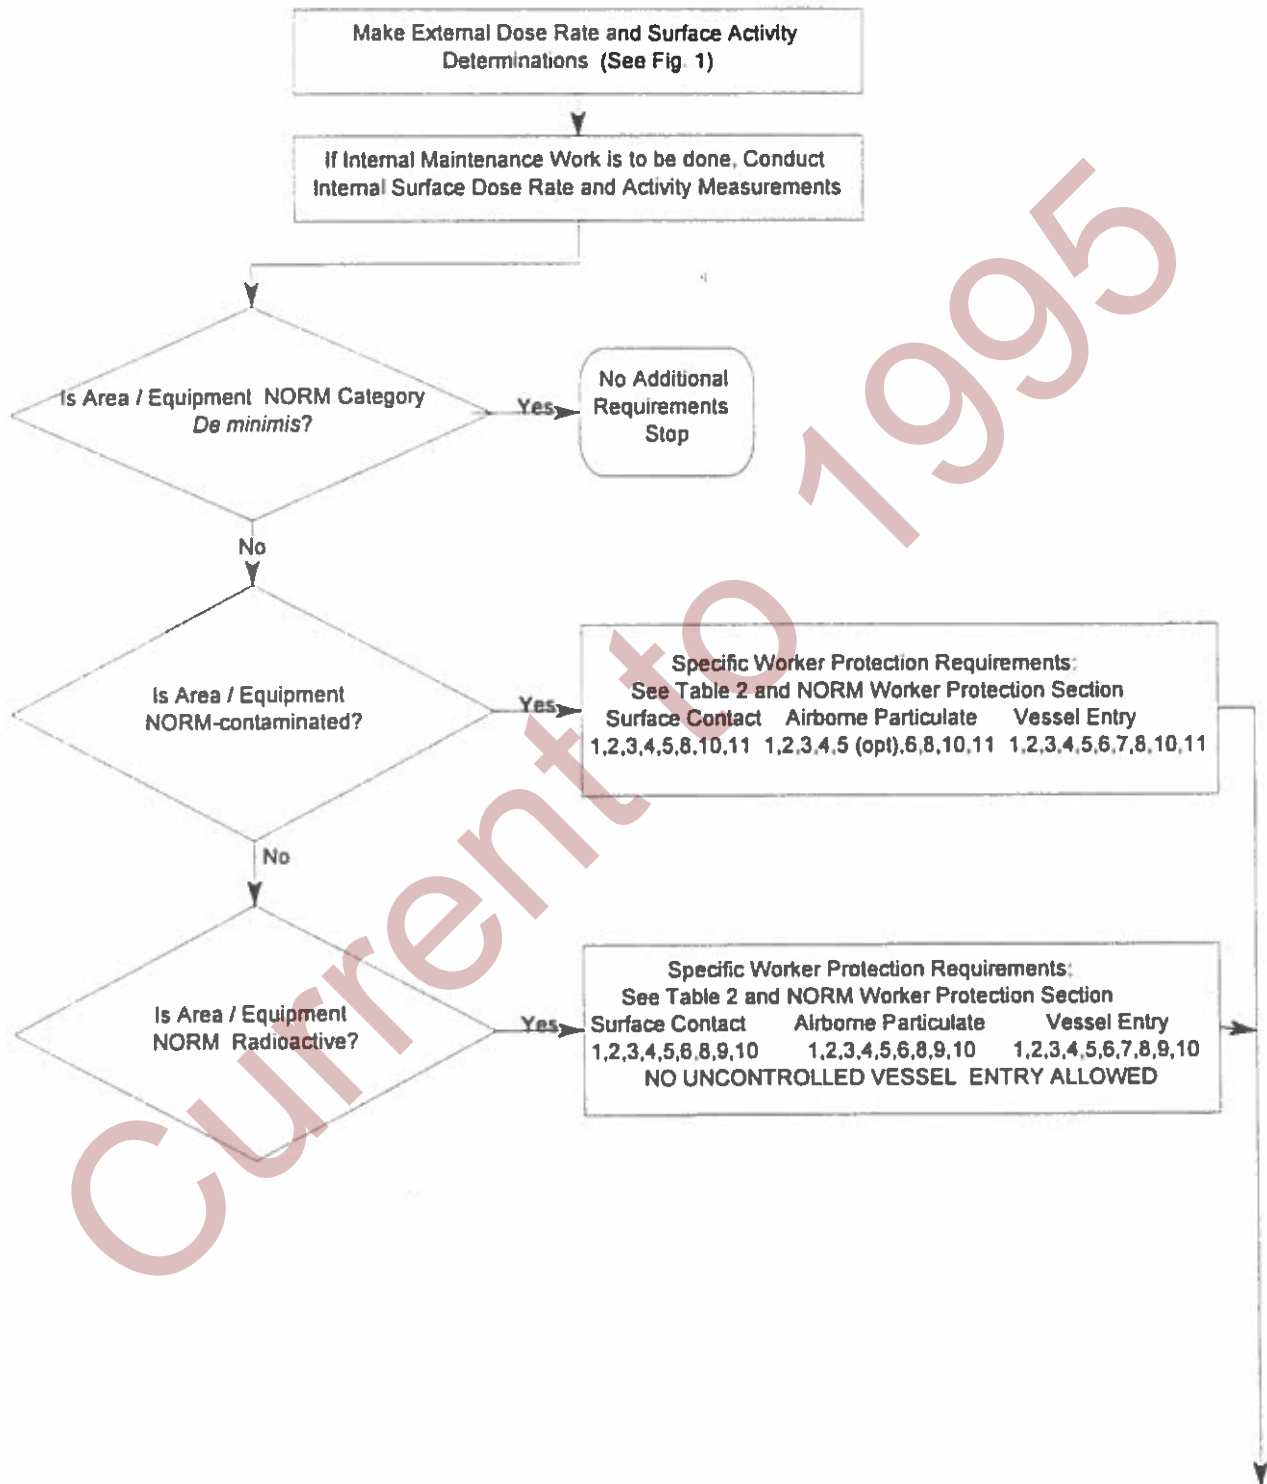 Make External Dose Rate and Surface Activity
Determinations (See Fig. 1)
If Internal Maintenance Work is to be done, Conduct
Internal Surface Dose Rate and Activity Measurements
Is Area / Equipment NORM Category
De minimis?
Yes
No Additional
Requirements
Stop
No
Is Area / Equipment
NORM-contaminated?
Yes
Specific Worker Protection Requirements:
See Table 2 and NORM Worker Protection Section
Surface Contact Airborne Particulate Vessel Entry
1,2,3,4,5,8,10,11 1,2,3,4,5 (opt),6,8,10,11 1,2,3,4,5,6,7,8,10,11
No
Is Area / Equipment
NORM Radioactive?
Yes
Specific Worker Protection Requirements:
See Table 2 and NORM Worker Protection Section
Surface Contact Airborne Particulate Vessel Entry
1,2,3,4,5,6,8,9,10 1,2,3,4,5,6,8,9,10 1,2,3,4,5,6,7,8,9,10
NO UNCONTROLLED VESSEL ENTRY ALLOWED
Current to 1995